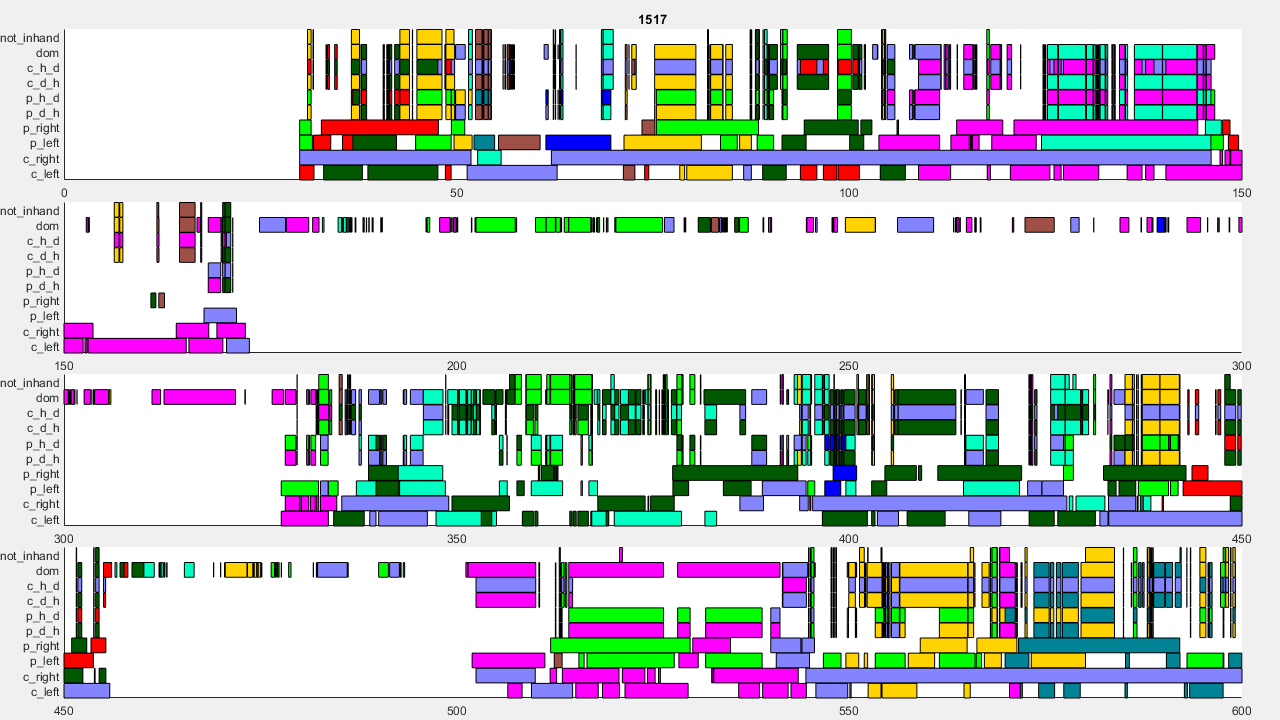 1517
not_inhand
dom
c_h_d
c_d_h
p_h_d
p_d_h
p_right
p_left
c_right
c_left
0 50 100 150
not_inhand
dom
c_h_d
c_d_h
p_h_d
p_d_h
p_right
p_left
c_right
c_left
150 200 250 300
not_inhand
dom
c_h_d
c_d_h
p_h_d
p_d_h
p_right
p_left
c_right
c_left
300 350 400 450
not_inhand
dom
c_h_d
c_d_h
p_h_d
p_d_h
p_right
p_left
c_right
c_left
450 500 550 600